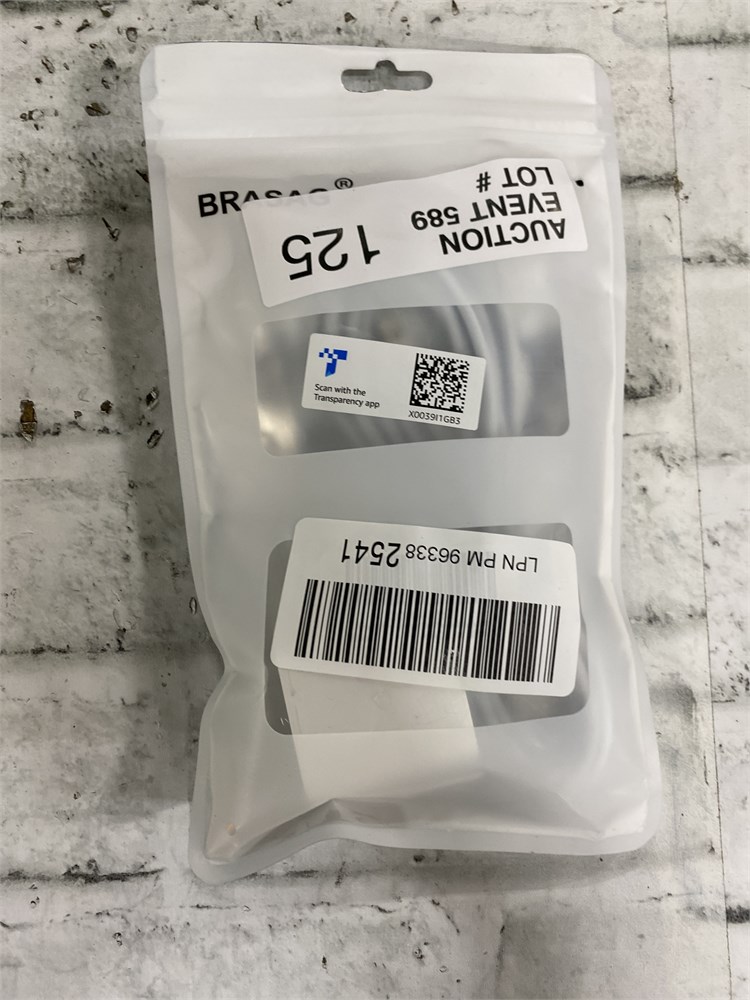 BRASAG®
AUCTION
EVENT 589
LOT #
125
Scan with the
Transparency app
X0039I1GB3
LPN PM 96338 2541